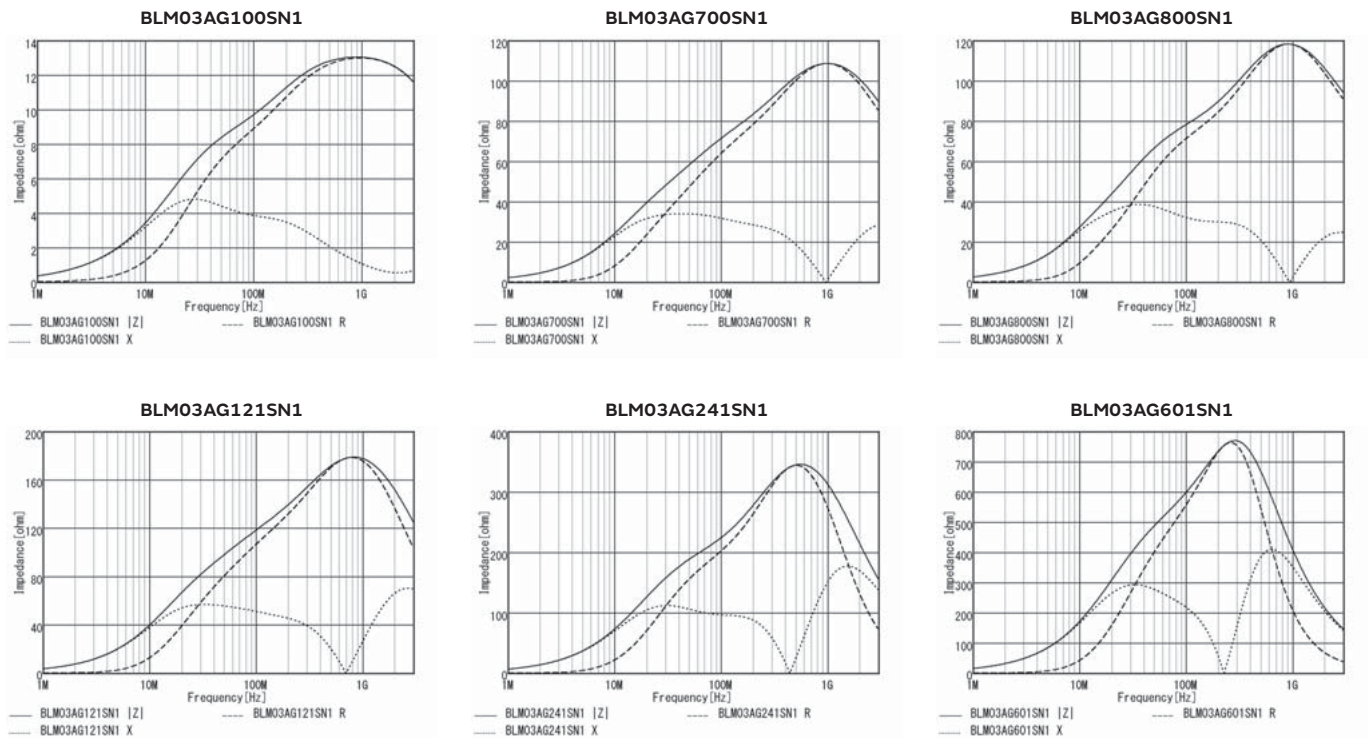 BLM03AG100SN1
14
12
10
8
6
4
2
0
Impedance[ohm]
1M 10M 100M 1G
Frequency[Hz]
BLM03AG100SN1 |Z| BLM03AG100SN1 R
BLM03AG100SN1 X
BLM03AG700SN1
120
100
80
60
40
20
0
Impedance[ohm]
1M 10M 100M 1G
Frequency[Hz]
BLM03AG700SN1 |Z| BLM03AG700SN1 R
BLM03AG700SN1 X
BLM03AG800SN1
120
100
80
60
40
20
0
Impedance[ohm]
1M 10M 100M 1G
Frequency[Hz]
BLM03AG800SN1 |Z| BLM03AG800SN1 R
BLM03AG800SN1 X
BLM03AG121SN1
200
160
120
80
40
0
Impedance[ohm]
1M 10M 100M 1G
Frequency[Hz]
BLM03AG121SN1 |Z| BLM03AG121SN1 R
BLM03AG121SN1 X
BLM03AG241SN1
400
300
200
100
0
Impedance[ohm]
1M 10M 100M 1G
Frequency[Hz]
BLM03AG241SN1 |Z| BLM03AG241SN1 R
BLM03AG241SN1 X
BLM03AG601SN1
800
700
600
500
400
300
200
100
0
Impedance[ohm]
1M 10M 100M 1G
Frequency[Hz]
BLM03AG601SN1 |Z| BLM03AG601SN1 R
BLM03AG601SN1 X